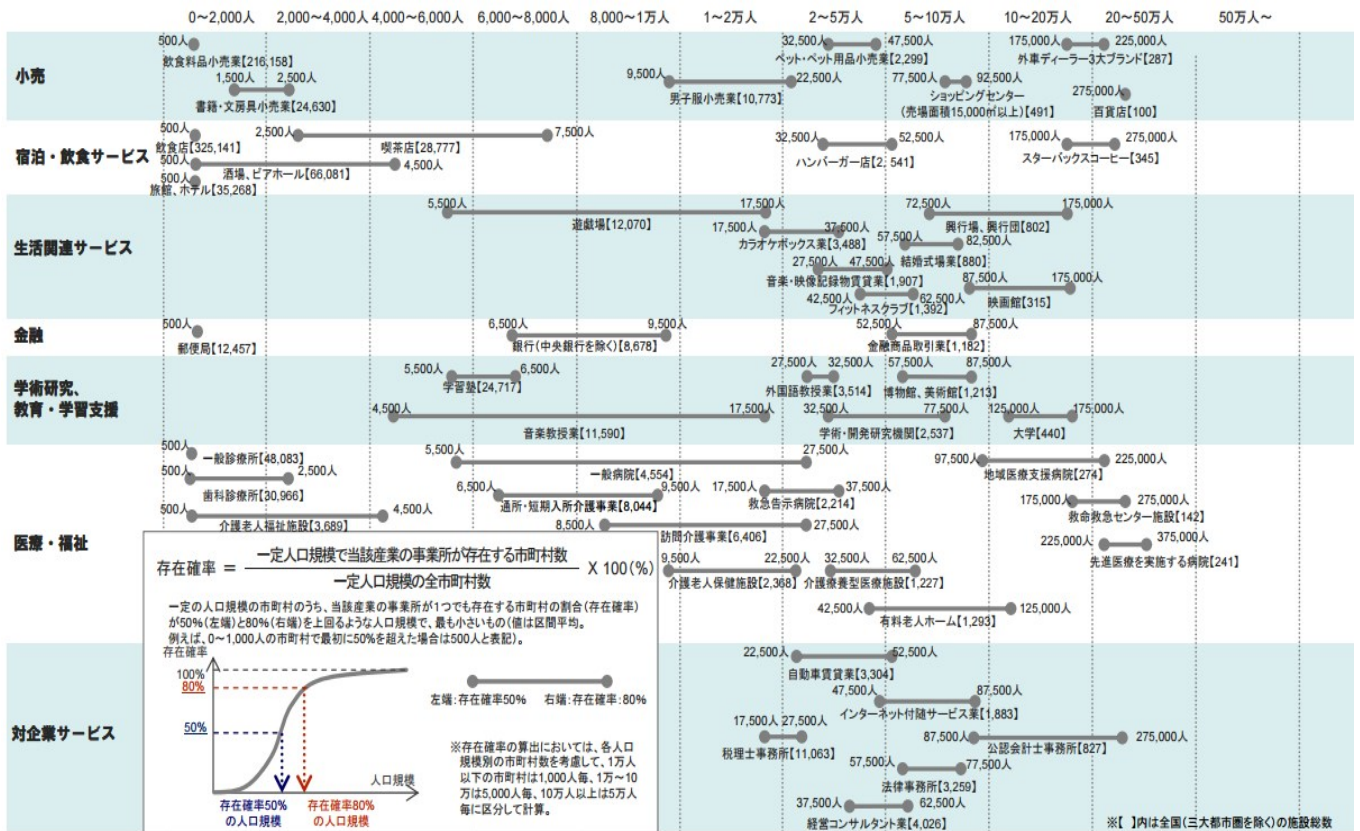 0～2,000人 2,000～4,000人 4,000～6,000人 6,000～8,000人 8,000～1万人 1～2万人 2～5万人 5～10万人 10～20万人 20～50万人 50万人～
小売
500人
飲食料品小売業【216,158】
1,500人 2,500人
書籍・文房具小売業【24,630】
9,500人 22,500人
男子服小売業【10,773】
32,500人 47,500人
ペット・ペット用品小売業【2,299】
77,500人 92,500人
ショッピングセンター
(売場面積15,000㎡以上)【491】
175,000人 225,000人
外車ディーラー3大ブランド【287】
275,000人
百貨店【100】
宿泊・飲食サービス
500人
飲食店【325,141】
2,500人 7,500人
喫茶店【28,777】
500人 4,500人
酒場、ビアホール【66,081】
500人
旅館、ホテル【35,268】
32,500人 52,500人
ハンバーガー店【2,541】
175,000人 275,000人
スターバックスコーヒー【345】
生活関連サービス
5,500人 17,500人
遊戯場【12,070】
17,500人 37,500人
カラオケボックス業【3,488】
27,500人 47,500人
音楽・映像記録物賃貸業【1,907】
42,500人 62,500人
フィットネスクラブ【1,392】
72,500人 175,000人
興行場、興行団【802】
57,500人 82,500人
結婚式場業【880】
87,500人 175,000人
映画館【315】
金融
500人
郵便局【12,457】
6,500人 9,500人
銀行(中央銀行を除く)【8,678】
52,500人 87,500人
金融商品取引業【1,182】
学術研究、
教育・学習支援
5,500人 6,500人
学習塾【24,717】
27,500人 32,500人
外国語教授業【3,514】
57,500人 87,500人
博物館、美術館【1,213】
4,500人 17,500人
音楽教授業【11,590】
32,500人 77,500人
学術・開発研究機関【2,537】
125,000人 175,000人
大学【440】
医療・福祉
500人
一般診療所【48,083】
500人 2,500人
歯科診療所【30,966】
500人 4,500人
介護老人福祉施設【3,689】
5,500人 27,500人
一般病院【4,554】
6,500人 9,500人
通所・短期入所介護事業【8,044】
17,500人 37,500人
救急告示病院【2,214】
8,500人 27,500人
訪問介護事業【6,406】
9,500人 22,500人
介護老人保健施設【2,368】
32,500人 62,500人
介護療養型医療施設【1,227】
42,500人 125,000人
有料老人ホーム【1,293】
97,500人 225,000人
地域医療支援病院【274】
175,000人 275,000人
救命救急センター施設【142】
225,000人 375,000人
先進医療を実施する病院【241】
対企業サービス
22,500人 52,500人
自動車賃貸業【3,304】
47,500人 87,500人
インターネット付随サービス業【1,883】
17,500人 27,500人
税理士事務所【11,063】
87,500人 275,000人
公認会計士事務所【827】
57,500人 77,500人
法律事務所【3,259】
37,500人 62,500人
経営コンサルタント業【4,026】
存在確率 = 一定人口規模で当該産業の事業所が存在する市町村数
一定人口規模の全市町村数
X 100(%)
一定の人口規模の市町村のうち、当該産業の事業所が1つでも存在する市町村の割合(存在確率)
が50%(左端)と80%(右端)を上回るような人口規模で、最も小さいもの(値は区間平均。
例えば、0～1,000人の市町村で最初に50%を超えた場合は500人と表記)。
存在確率
100%
80%
50%
人口規模
存在確率50%
の人口規模
存在確率80%
の人口規模
左端:存在確率50% 右端:存在確率:80%
※存在確率の算出においては、各人口
規模別の市町村数を考慮して、1万人
以下の市町村は1,000人毎、1万～10
万は5,000人毎、10万人以上は5万人
毎に区分して計算。
※【 】内は全国(三大都市圏を除く)の施設総数